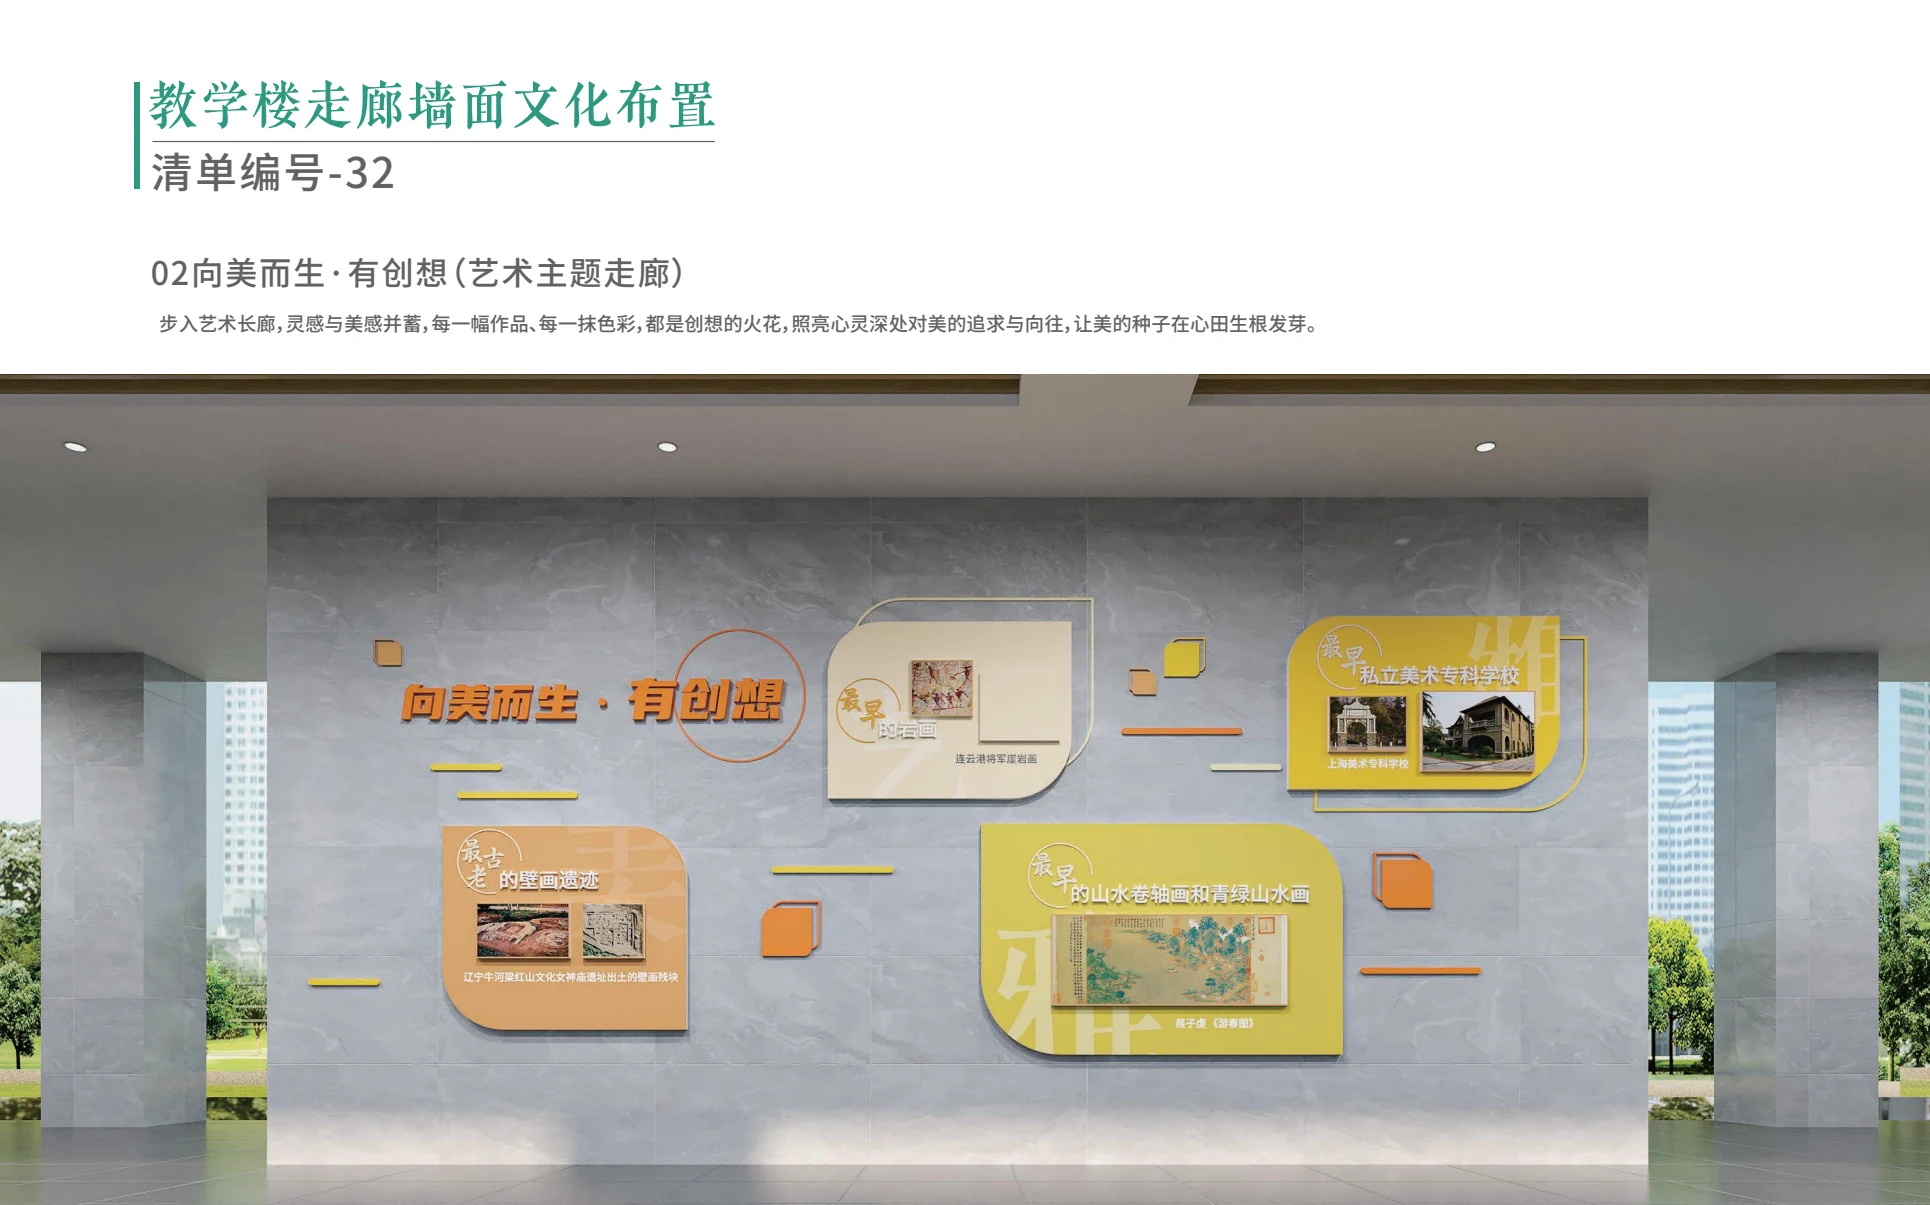 教学楼走廊墙面文化布置
清单编号-32
02向美而生·有创想（艺术主题走廊）
步入艺术长廊，灵感与美感并蓄，每一幅作品、每一抹色彩，都是创想的火花，照亮心灵深处对美的追求与向往，让美的种子在心田生根发芽。
向美而生·有创想
最早的岩画
连云港将军崖岩画
雅
最早私立美术专科学校
上海美术专科学校
美
最古老的壁画遗迹
辽宁牛河梁红山文化女神庙遗址出土的壁画残块
最早的山水卷轴画和青绿山水画
雅
展子虔《游春图》